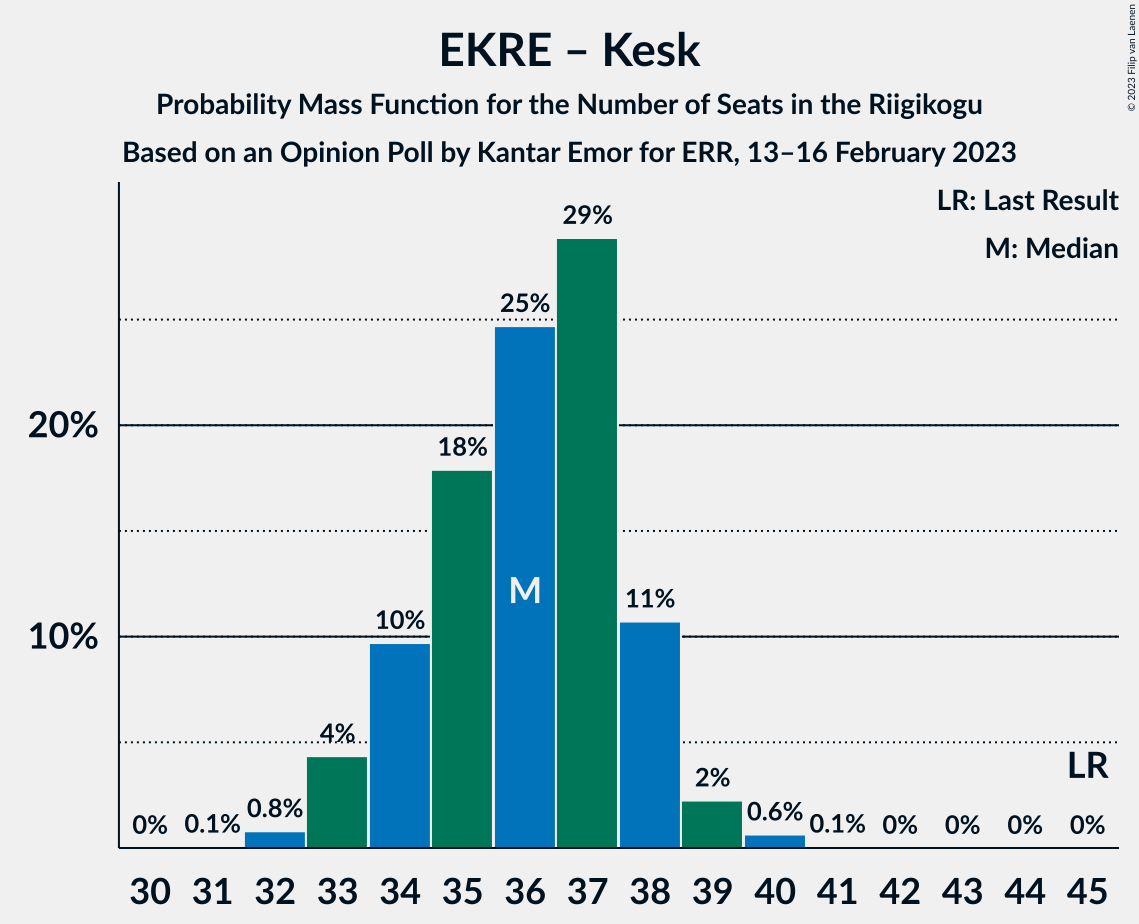 EKRE – Kesk
Probability Mass Function for the Number of Seats in the Riigikogu
Based on an Opinion Poll by Kantar Emor for ERR, 13–16 February 2023
© 2023 Filip van Laenen
LR: Last Result
M: Median
29%
25%
20%
18%
M
11%
10%
10%
4%
LR
2%
0%
0.1%
0.8%
0.6%
0.1%
0%
0%
0%
0%
30 31 32 33 34 35 36 37 38 39 40 41 42 43 44 45